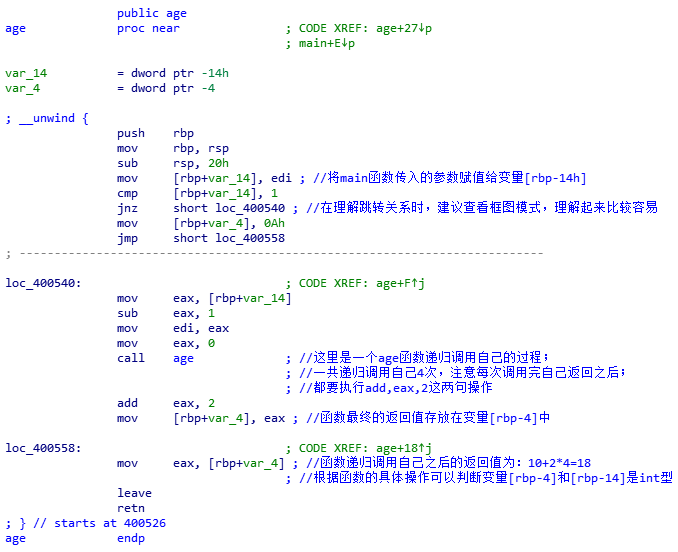 public age
age proc near ; CODE XREF: age+27↓p
; main+E↓p
var_14 = dword ptr -14h
var_4 = dword ptr -4
; __unwind {
push rbp
mov rbp, rsp
sub rsp, 20h
mov [rbp+var_14], edi ; //将main函数传入的参数赋值给变量[rbp-14h]
cmp [rbp+var_14], 1
jnz short loc_400540 ; //在理解跳转关系时，建议查看框图模式，理解起来比较容易
mov [rbp+var_4], 0Ah
jmp short loc_400558
; ---------------------------------------------------------------------------
loc_400540: ; CODE XREF: age+F↑j
mov eax, [rbp+var_14]
sub eax, 1
mov edi, eax
mov eax, 0
call age ; //这里是一个age函数递归调用自己的过程；
; //一共递归调用自己4次，注意每次调用完自己返回之后；
; //都要执行add,eax,2这两句操作
add eax, 2
mov [rbp+var_4], eax ; //函数最终的返回值存放在变量[rbp-4]中
loc_400558: ; CODE XREF: age+18↑j
mov eax, [rbp+var_4] ; //函数递归调用自己之后的返回值为：10+2*4=18
; //根据函数的具体操作可以判断变量[rbp-4]和[rbp-14]是int型
leave
retn
; } // starts at 400526
age endp